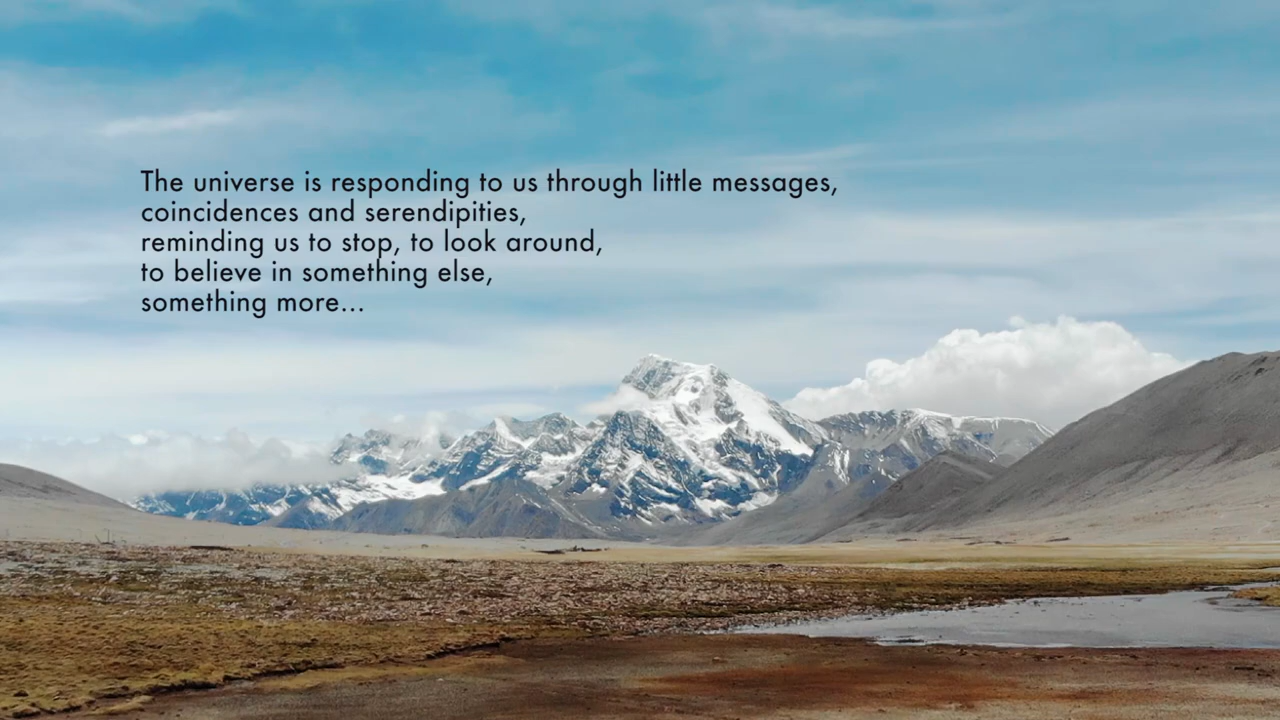 The universe is responding to us through little messages,
coincidences and serendipities,
reminding us to stop, to look around,
to believe in something else,
something more...